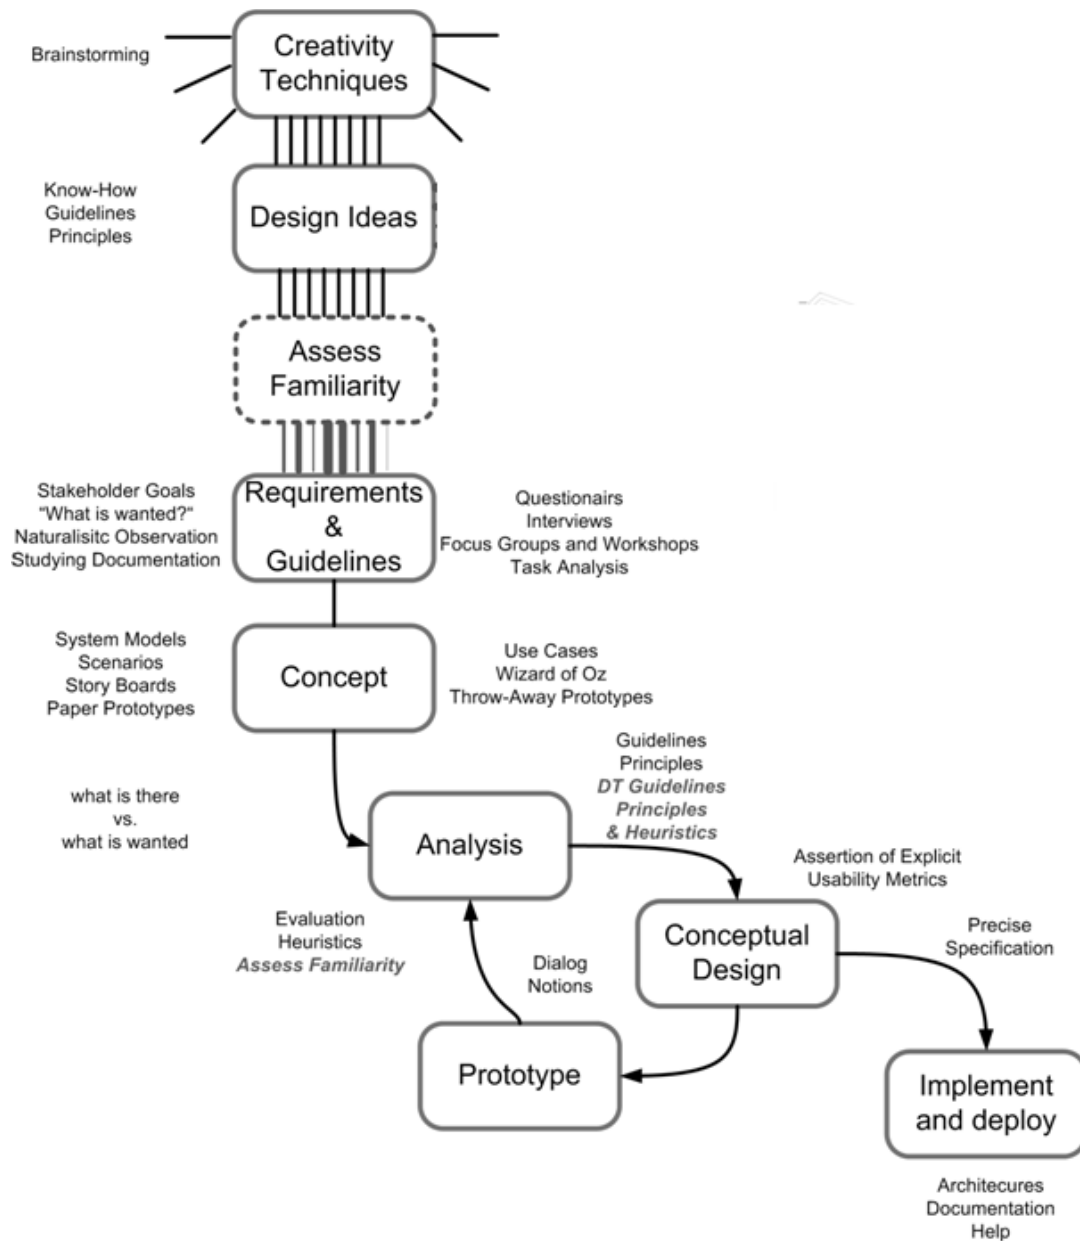 Brainstorming
Creativity
Techniques
Know-How
Guidelines
Principles
Design Ideas
Assess
Familiarity
Stakeholder Goals
"What is wanted?"
Naturalisitc Observation
Studying Documentation
Requirements
&
Guidelines
Questionairs
Interviews
Focus Groups and Workshops
Task Analysis
System Models
Scenarios
Story Boards
Paper Prototypes
Concept
Use Cases
Wizard of Oz
Throw-Away Prototypes
what is there
vs.
what is wanted
Analysis
Guidelines
Principles
DT Guidelines
Principles
& Heuristics
Assertion of Explicit
Usability Metrics
Evaluation
Heuristics
Assess Familiarity
Dialog
Notions
Conceptual
Design
Precise
Specification
Prototype
Implement
and deploy
Architecures
Documentation
Help